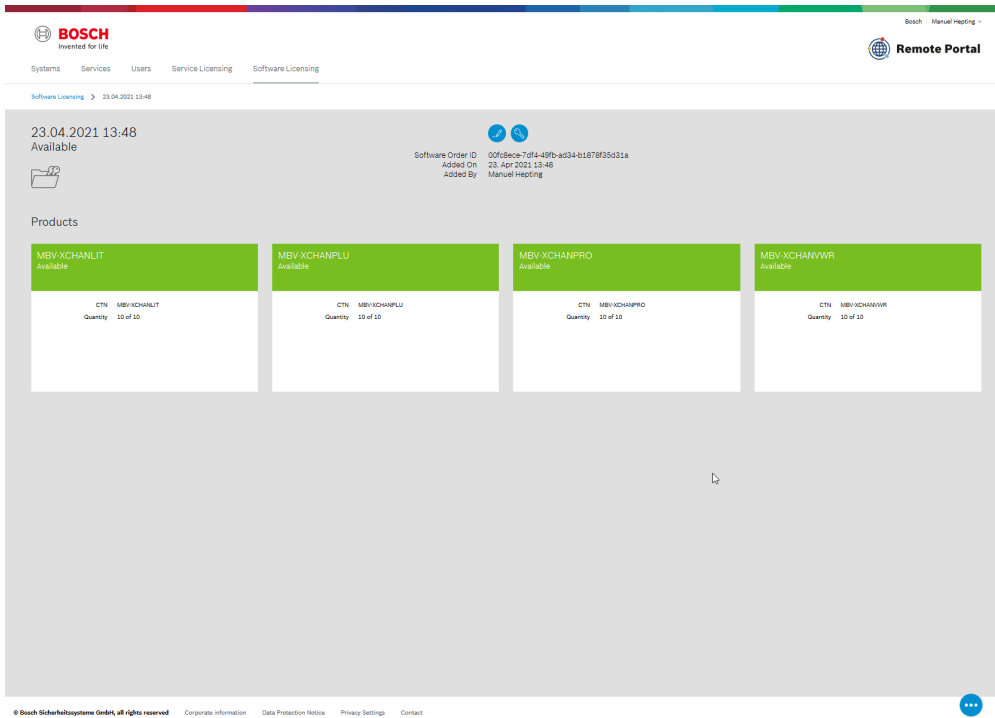 Bosch | Manuel Hepting
BOSCH
Invented for life
Remote Portal
Systems Services Users Service Licensing Software Licensing
Software Licensing > 23.04.2021 13:48
23.04.2021 13:48
Available
Software Order ID 00fc8ece-7df4-49fb-ad34-b1878f35d31a
Added On 23. Apr 2021 13:48
Added By Manuel Hepting
Products
MBV-XCHANLIT
Available
CTN MBV-XCHANLIT
Quantity 10 of 10
MBV-XCHANPLU
Available
CTN MBV-XCHANPLU
Quantity 10 of 10
MBV-XCHANPRO
Available
CTN MBV-XCHANPRO
Quantity 10 of 10
MBV-XCHANVWR
Available
CTN MBV-XCHANVWR
Quantity 10 of 10
© Bosch Sicherheitssysteme GmbH, all rights reserved Corporate information Data Protection Notice Privacy Settings Contact